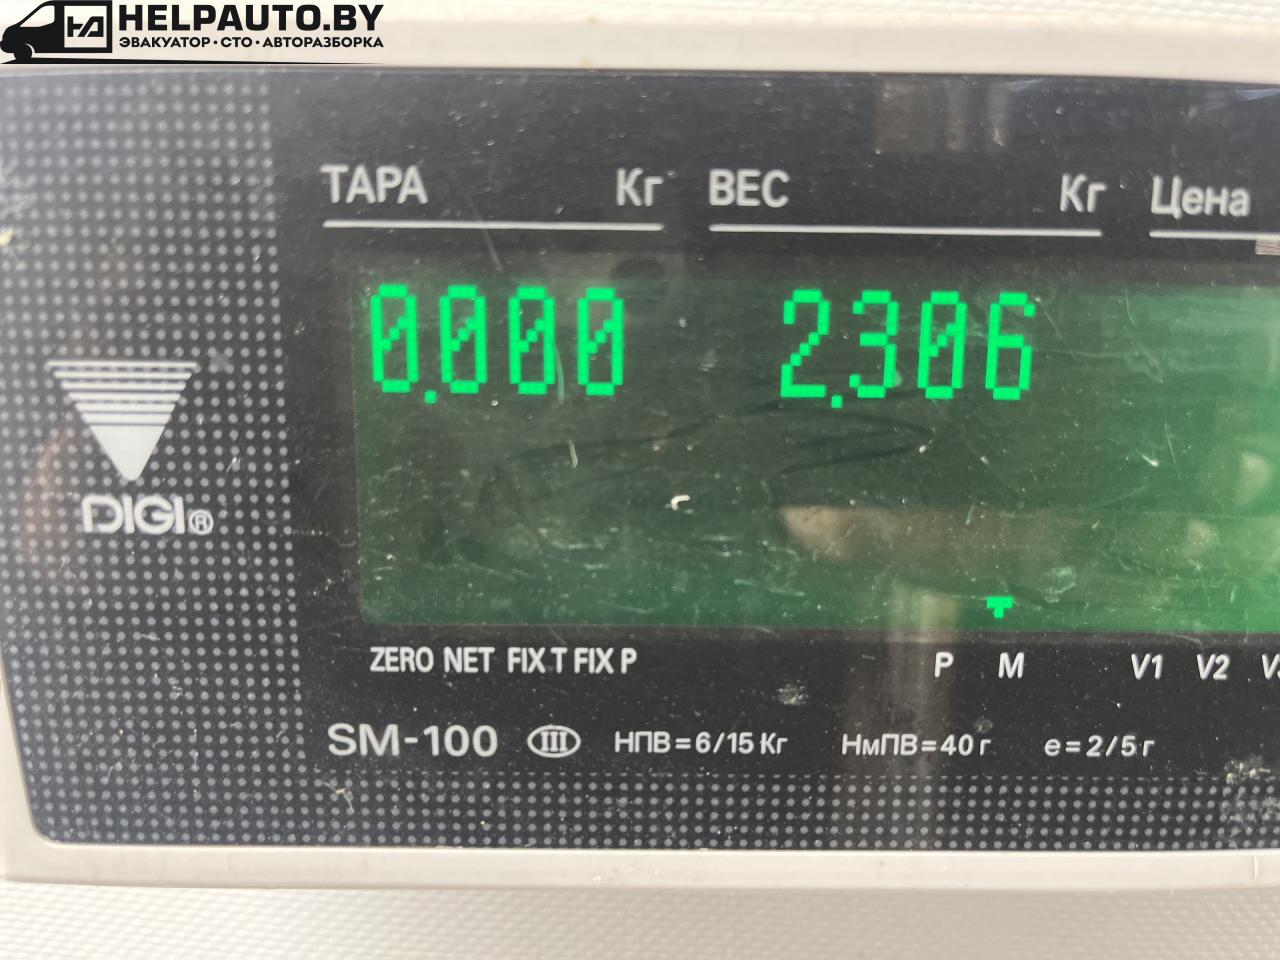 HELPAUTO.BY
ЭВАКУАТОР·СТО·АВТОРАЗБОРКА
ТАРА Кг ВЕС Кг Цена
0.000 2.306
DIGI®
ZERO NET FIX T FIX P P M V1 V2
SM-100 III НПВ=6/15 Кг НмПВ=40 г e=2/5 г